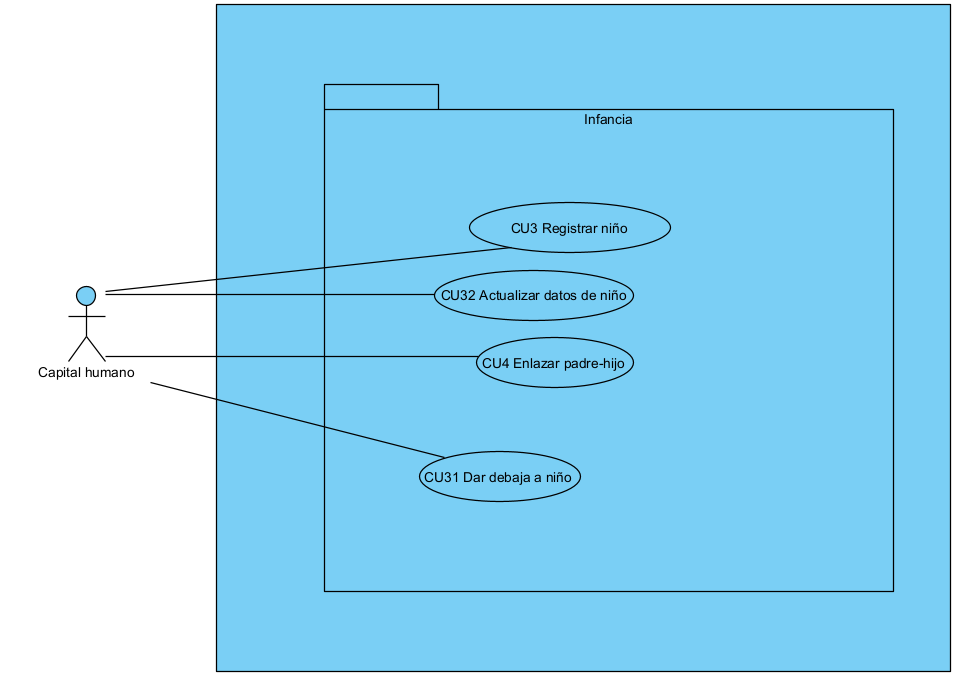 Infancia
CU3 Registrar niño
CU32 Actualizar datos de niño
CU4 Enlazar padre-hijo
Capital humano
CU31 Dar debaja a niño